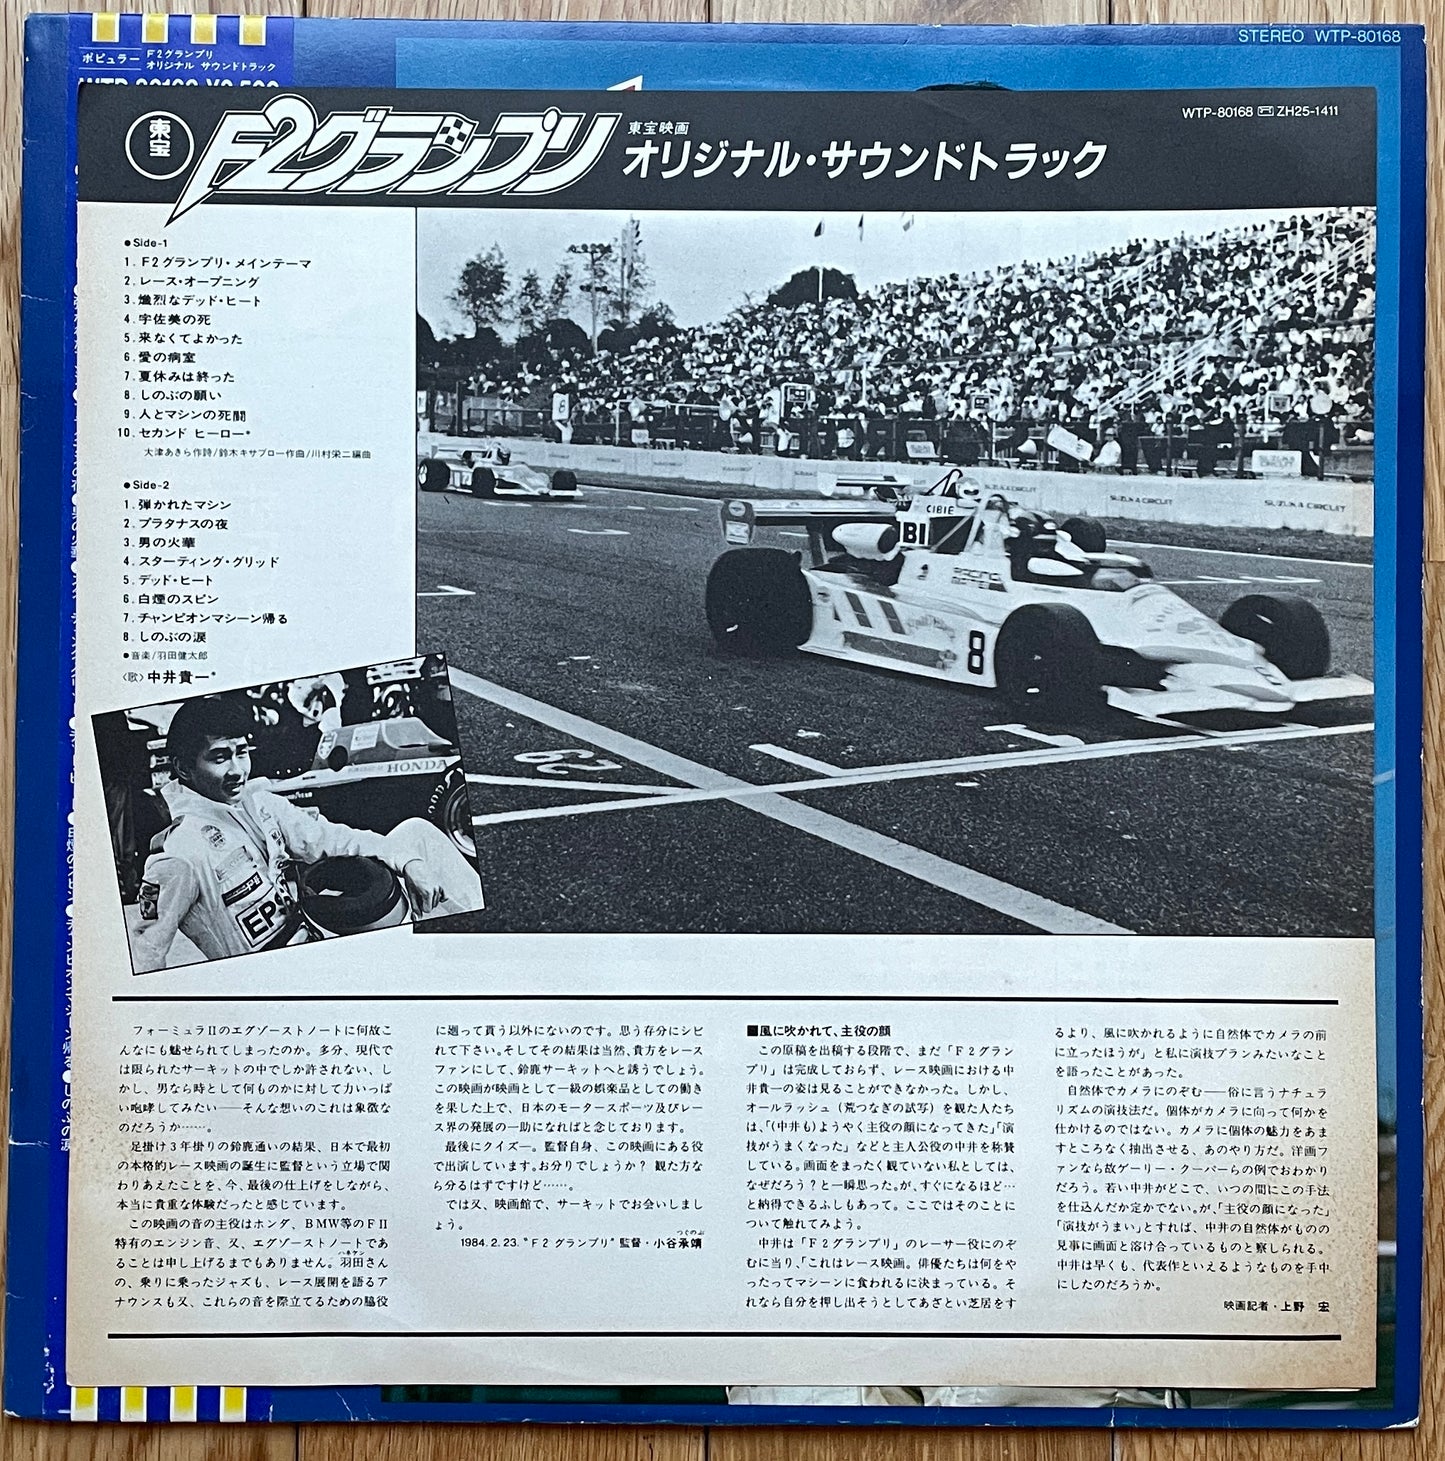 STEREO WTP-80168
ポピュラー
F2グランプリ
オリジナル サウンドトラック
WTP-80168 ZH25-1411
東宝
F2グランプリ
東宝映画
オリジナル・サウンドトラック
●Side-1
1. F2グランプリ・メインテーマ
2. レース・オープニング
3. 熾烈なデッド・ヒート
4. 宇佐美の死
5. 来なくてよかった
6. 愛の病室
7. 夏休みは終った
8. しのぶの願い
9. 人とマシンの死闘
10. セカンド ヒーロー*
大津あきら作詩/鈴木キサブロー作曲/川村栄二編曲
●Side-2
1. 弾かれたマシン
2. プラタナスの夜
3. 男の火華
4. スターティング・グリッド
5. デッド・ヒート
6. 白煙のスピン
7. チャンピオンマシーン帰る
8. しのぶの涙
●音楽/羽田健太郎
〈歌〉中井貴一*
CIBIE
BI
8
SUZUKA CIRCUIT
SUZUKA CIRCUIT
HONDA
フォーミュラIIのエグゾーストノートに何故こ
んなにも魅せられてしまったのか。多分、現代で
は限られたサーキットの中でしか許されない、し
かし、男なら時として何ものかに対して力いっぱ
い咆哮してみたい──そんな想いのこれは象徴な
のだろうか……。
足掛け3年掛りの鈴鹿通いの結果、日本で最初
の本格的レース映画の誕生に監督という立場で関
わりあえたことを、今、最後の仕上げをしながら、
本当に貴重な体験だったと感じています。
この映画の音の主役はホンダ、BMW等のFII
特有のエンジン音、又、エグゾーストノートであ
ることは申し上げるまでもありません。羽田さん
ハネケン
の、乗りに乗ったジャズも、レース展開を語るア
ナウンスも又、これらの音を際立てるための脇役
に廻って貰う以外にないのです。思う存分にシビ
れて下さい。そしてその結果は当然、貴方をレース
ファンにして、鈴鹿サーキットへと誘うでしょう。
この映画が映画として一級の娯楽品としての働き
を果した上で、日本のモータースポーツ及びレー
ス界の発展の一助になればと念じております。
最後にクイズ―。監督自身、この映画にある役
で出演しています。お分りでしょうか? 観た方な
ら分るはずですけど……。
では又、映画館で、サーキットでお会いしまし
ょう。
つぐのぶ
1984.2.23.“F2 グランプリ”監督・小谷承靖
■風に吹かれて、主役の顔
この原稿を出稿する段階で、まだ「F2グラン
プリ」は完成しておらず、レース映画における中
井貴一の姿は見ることができなかった。しかし、
オールラッシュ（荒つなぎの試写）を観た人たち
は、「(中井も)ようやく主役の顔になってきた」「演
技がうまくなった」などと主人公役の中井を称賛
している。画面をまったく観ていない私としては、
なぜだろう?と一瞬思った。が、すぐになるほど…
と納得できるふしもあって。ここではそのことに
ついて触れてみよう。
中井は「F2グランプリ」のレーサー役にのぞ
むに当り、「これはレース映画。俳優たちは何をや
ったってマシーンに食われるに決まっている。そ
れなら自分を押し出そうとしてあざとい芝居をす
るより、風に吹かれるように自然体でカメラの前
に立ったほうが」と私に演技プランみたいなこと
を語ったことがあった。
自然体でカメラにのぞむ──俗に言うナチュラ
リズムの演技法だ。個体がカメラに向って何かを
仕かけるのではない。カメラに個体の魅力をあま
すところなく抽出させる、あのやり方だ。洋画フ
ァンなら故ゲーリー・クーパーらの例でおわかり
だろう。若い中井がどこで、いつの間にこの手法
を仕込んだか定かでない。が、「主役の顔になった」
「演技がうまい」とすれば、中井の自然体がものの
見事に画面と溶け合っているものと察しられる。
中井は早くも、代表作といえるようなものを手中
にしたのだろうか。
映画記者・上野 宏